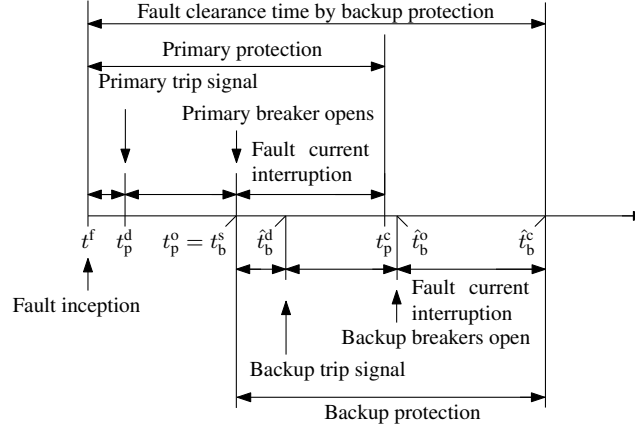 Fault clearance time by backup protection
Primary protection
Primary trip signal
Primary breaker opens
Fault current
interruption
t^f t_p^d t_p^o = t_b^s t̂_b^d t_p^c t̂_b^o t̂_b^c
Fault inception
Fault current
interruption
Backup breakers open
Backup trip signal
Backup protection